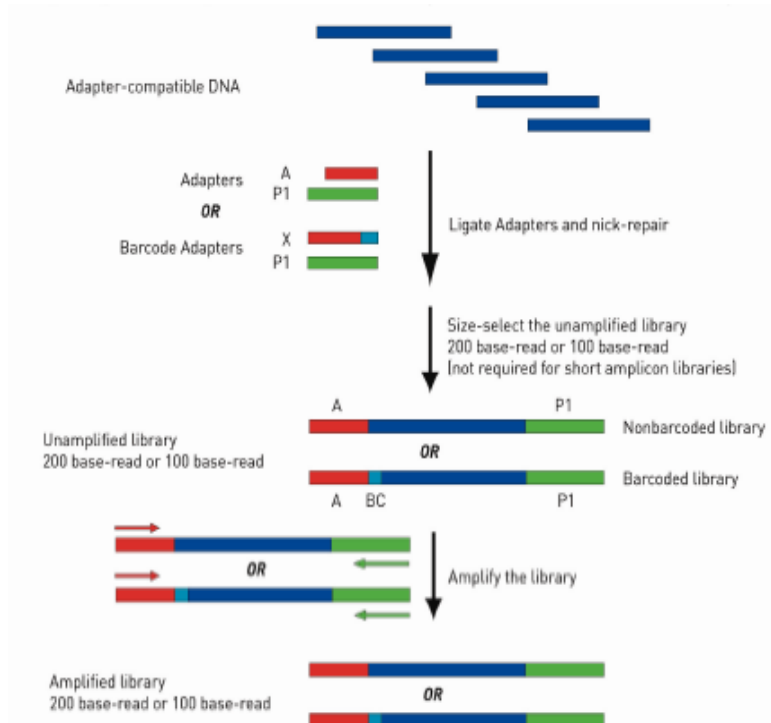 Adapter-compatible DNA
Adapters
A
P1
OR
Barcode Adapters
X
P1
Ligate Adapters and nick-repair
Size-select the unamplified library
200 base-read or 100 base-read
(not required for short amplicon libraries)
A
P1
Unamplified library
200 base-read or 100 base-read
Nonbarcoded library
OR
Barcoded library
A
BC
P1
OR
Amplify the library
Amplified library
200 base-read or 100 base-read
OR